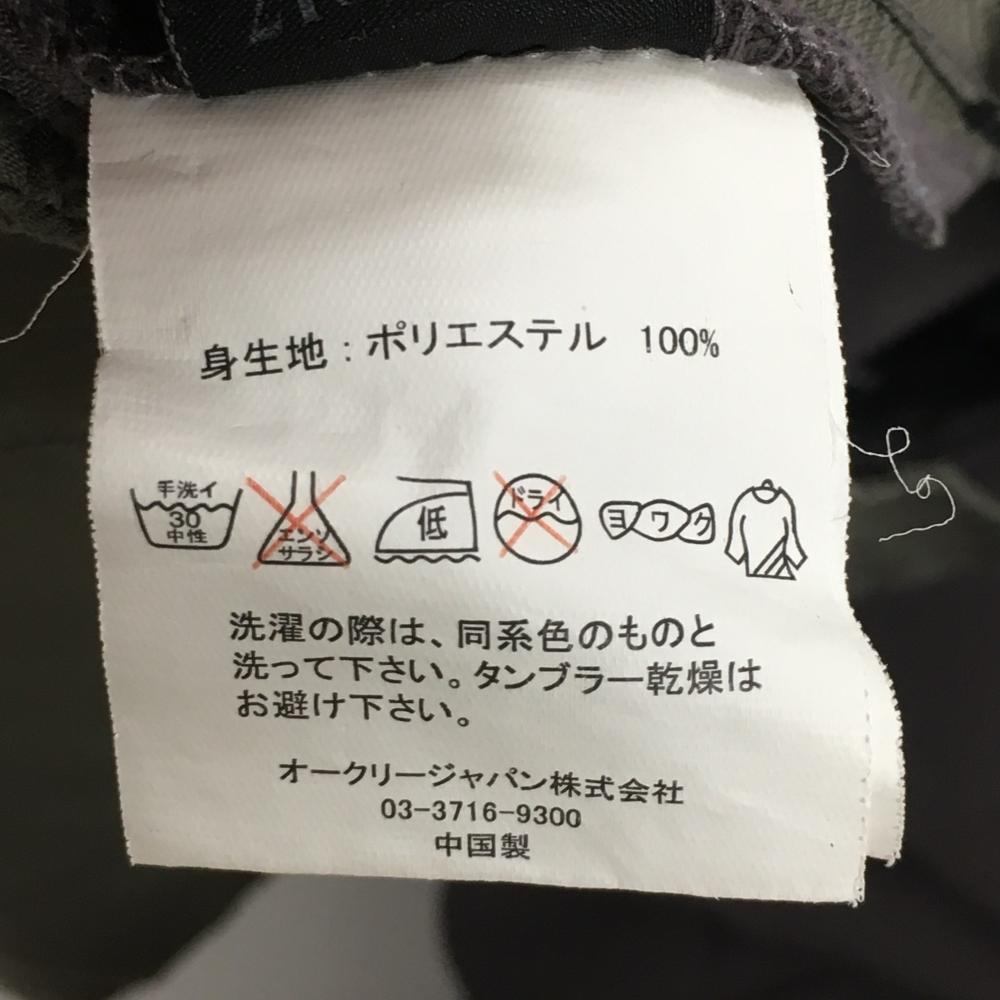 身生地：ポリエステル 100%
手洗イ
30
中性
エンソ
サラシ
低
ドライ
ヨワク
洗濯の際は、同系色のものと
洗って下さい。タンブラー乾燥は
お避け下さい。
オークリージャパン株式会社
03-3716-9300
中国製